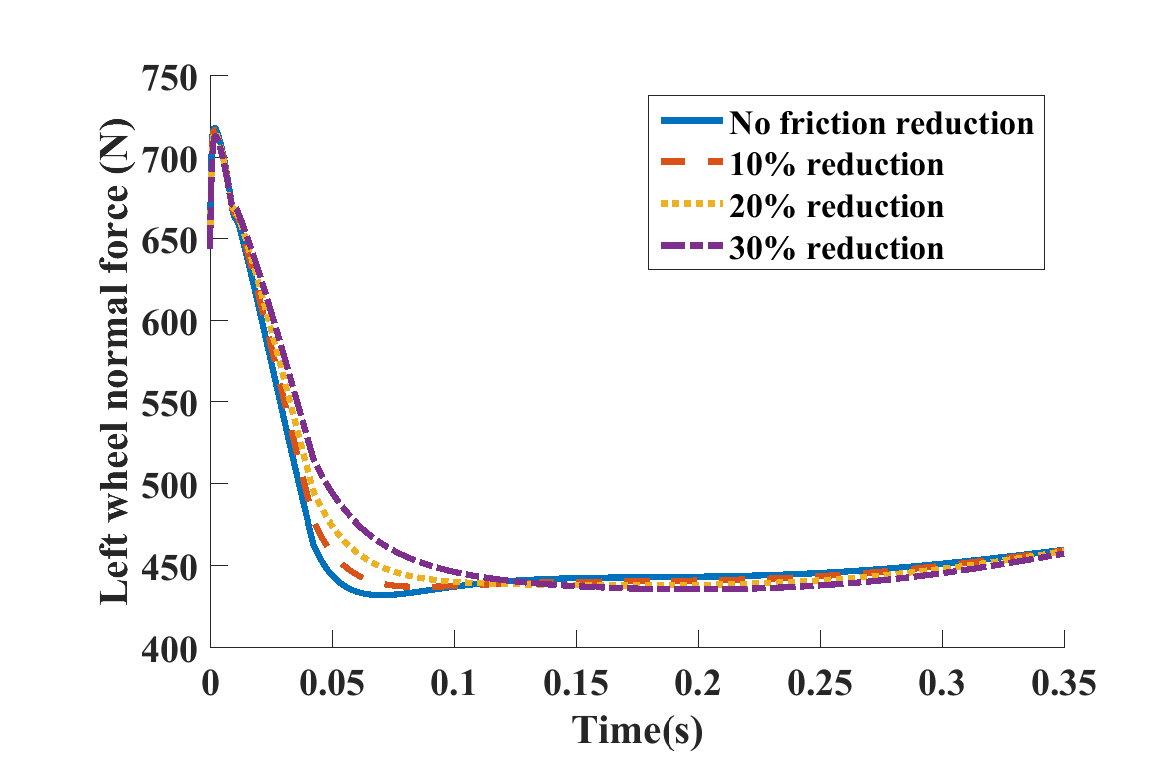 750
700
650
600
550
500
450
400
Left wheel normal force (N)
No friction reduction
10% reduction
20% reduction
30% reduction
0 0.05 0.1 0.15 0.2 0.25 0.3 0.35
Time(s)